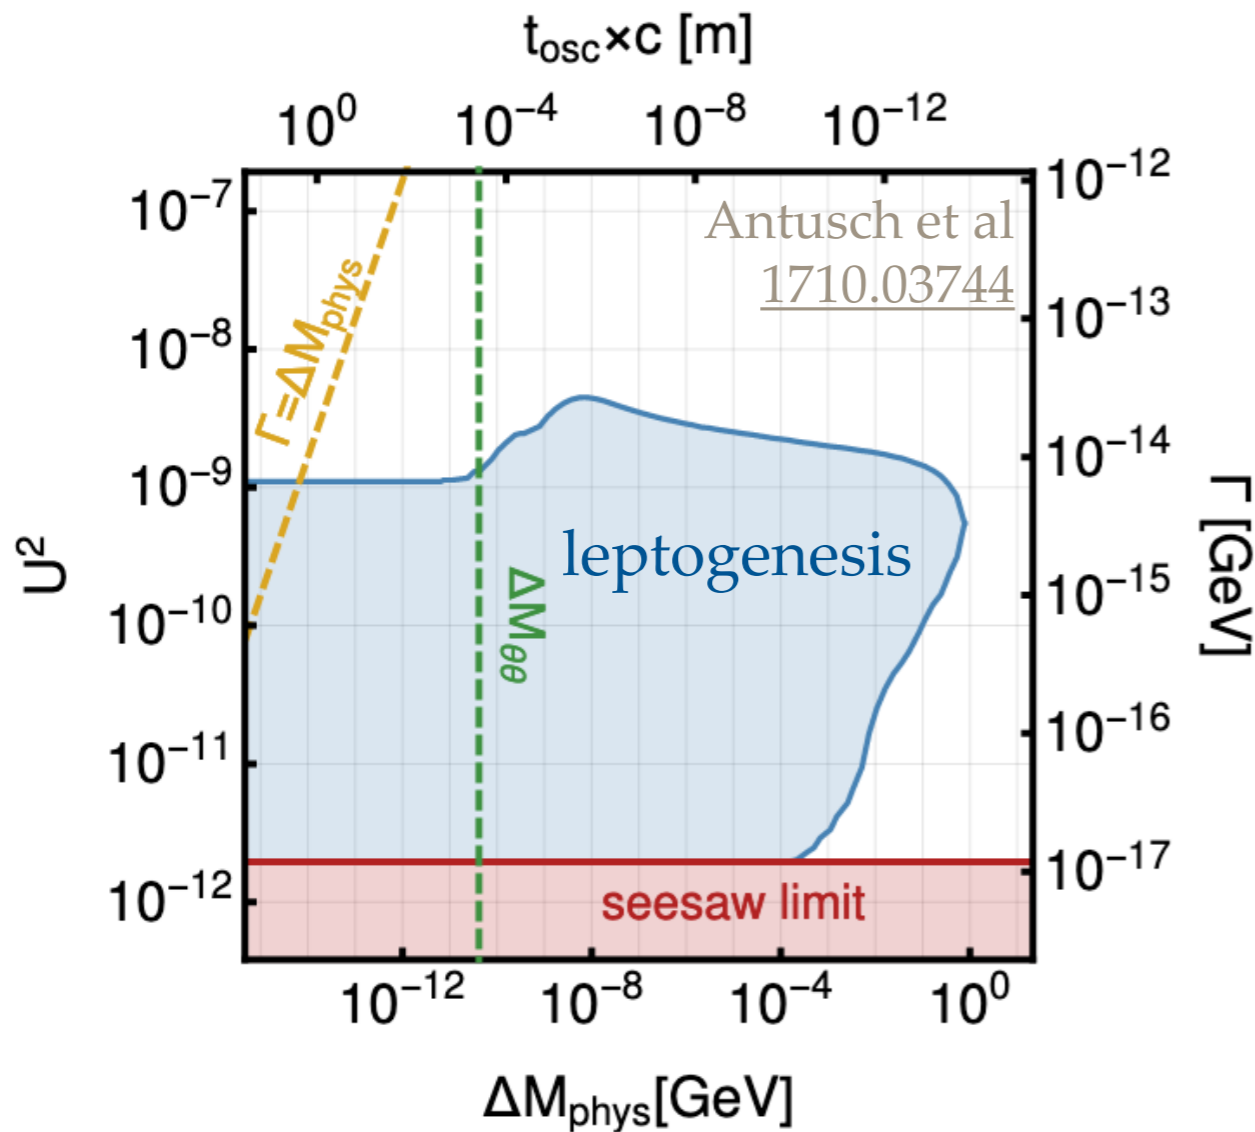 t_osc×c [m]
10^0 10^-4 10^-8 10^-12
10^-7
10^-8
10^-9
10^-10
10^-11
10^-12
U^2
Γ=ΔM_phys
ΔM_θθ
Antusch et al
1710.03744
leptogenesis
seesaw limit
10^-12
10^-13
10^-14
10^-15
10^-16
10^-17
Γ [GeV]
10^-12 10^-8 10^-4 10^0
ΔM_phys[GeV]